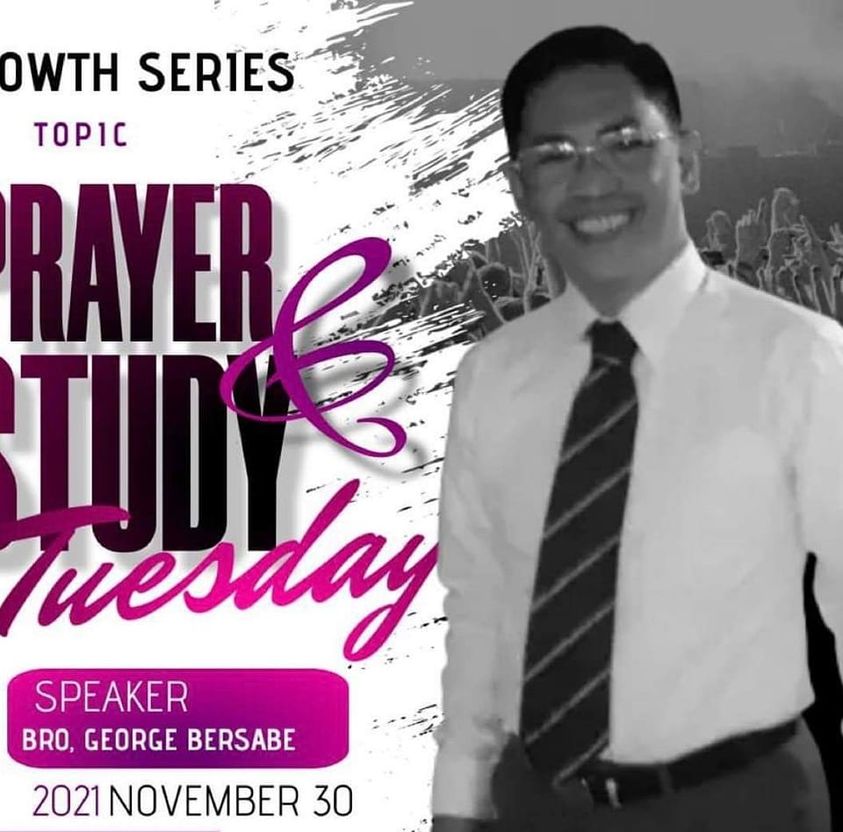 OWTH SERIES
TOPIC
PRAYER
&
STUDY
Tuesday
SPEAKER
BRO, GEORGE BERSABE
2021 NOVEMBER 30